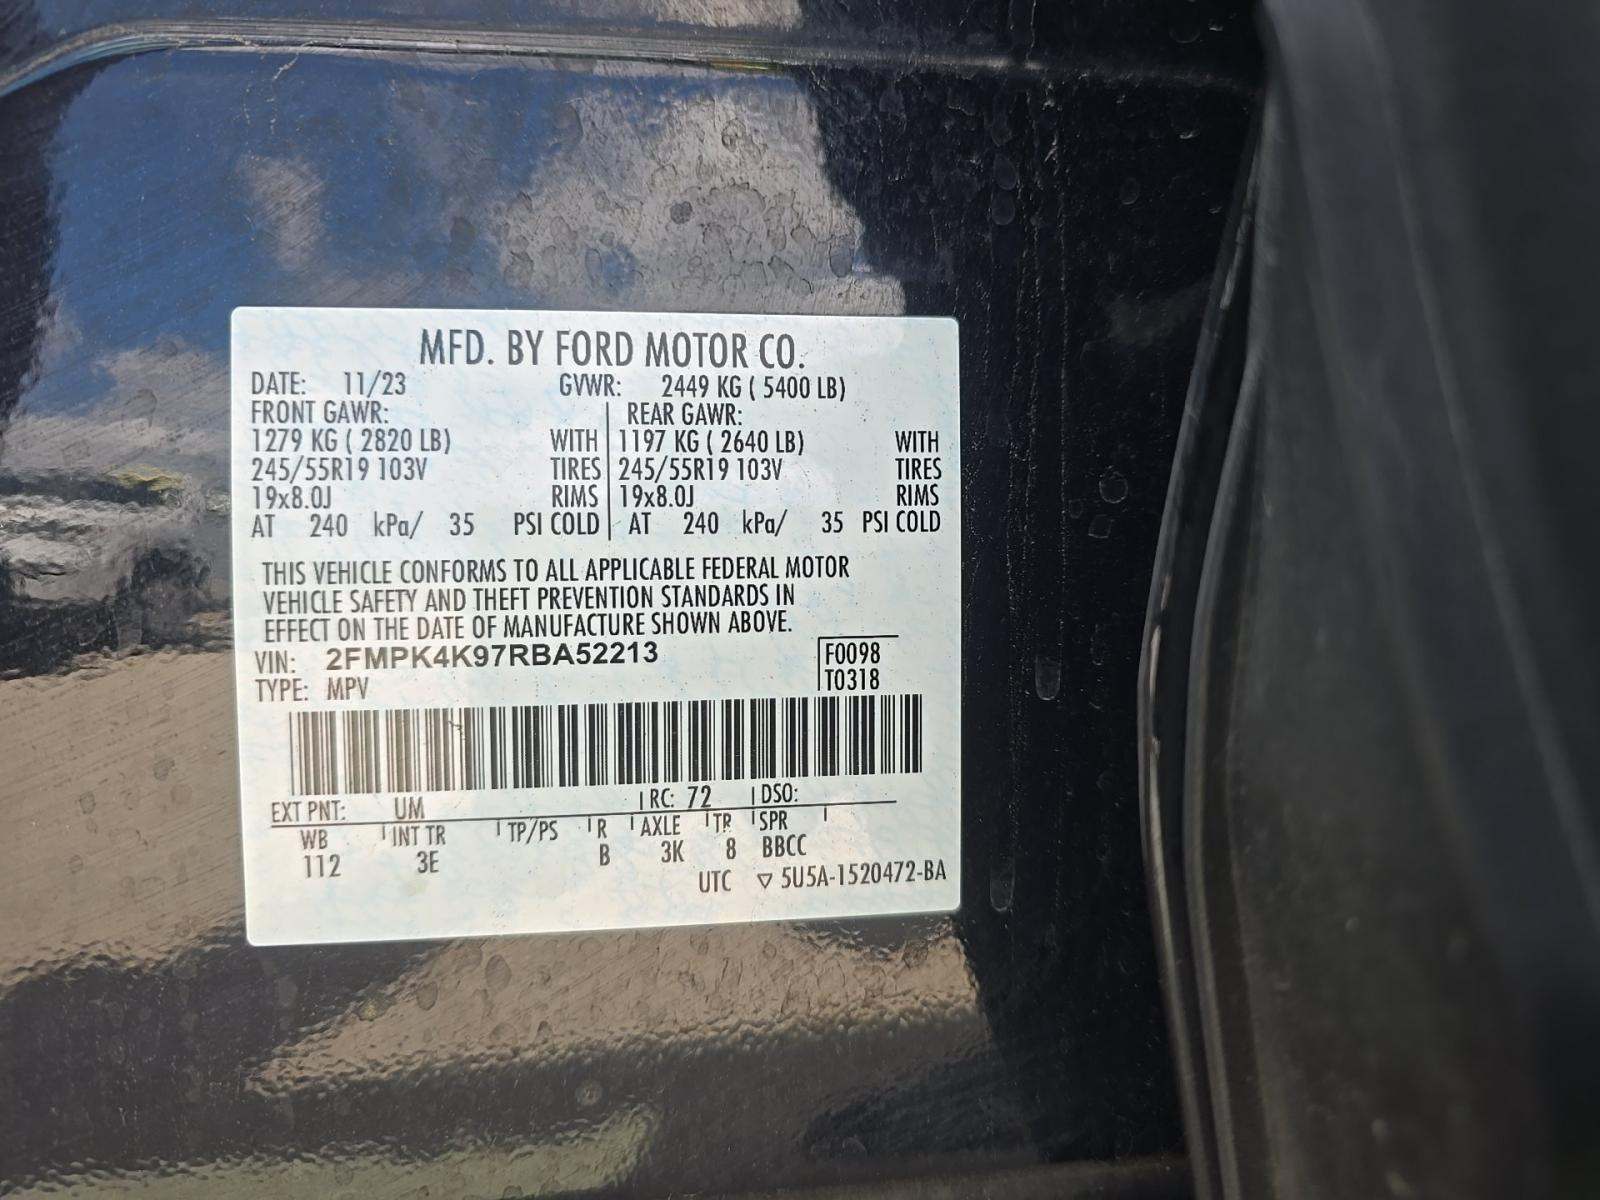 MFD. BY FORD MOTOR CO.
DATE: 11/23 GVWR: 2449 KG ( 5400 LB)
FRONT GAWR: REAR GAWR:
1279 KG ( 2820 LB) WITH 1197 KG ( 2640 LB) WITH
245/55R19 103V TIRES 245/55R19 103V TIRES
19x8.0J RIMS 19x8.0J RIMS
AT 240 kPa/ 35 PSI COLD AT 240 kPa/ 35 PSI COLD
THIS VEHICLE CONFORMS TO ALL APPLICABLE FEDERAL MOTOR
VEHICLE SAFETY AND THEFT PREVENTION STANDARDS IN
EFFECT ON THE DATE OF MANUFACTURE SHOWN ABOVE.
VIN: 2FMPK4K97RBA52213 F0098
TYPE: MPV T0318
EXT PNT: UM RC: 72 DSO:
WB INT TR TP/PS R AXLE TR SPR
112 3E B 3K 8 BBCC
UTC ▽ 5U5A-1520472-BA